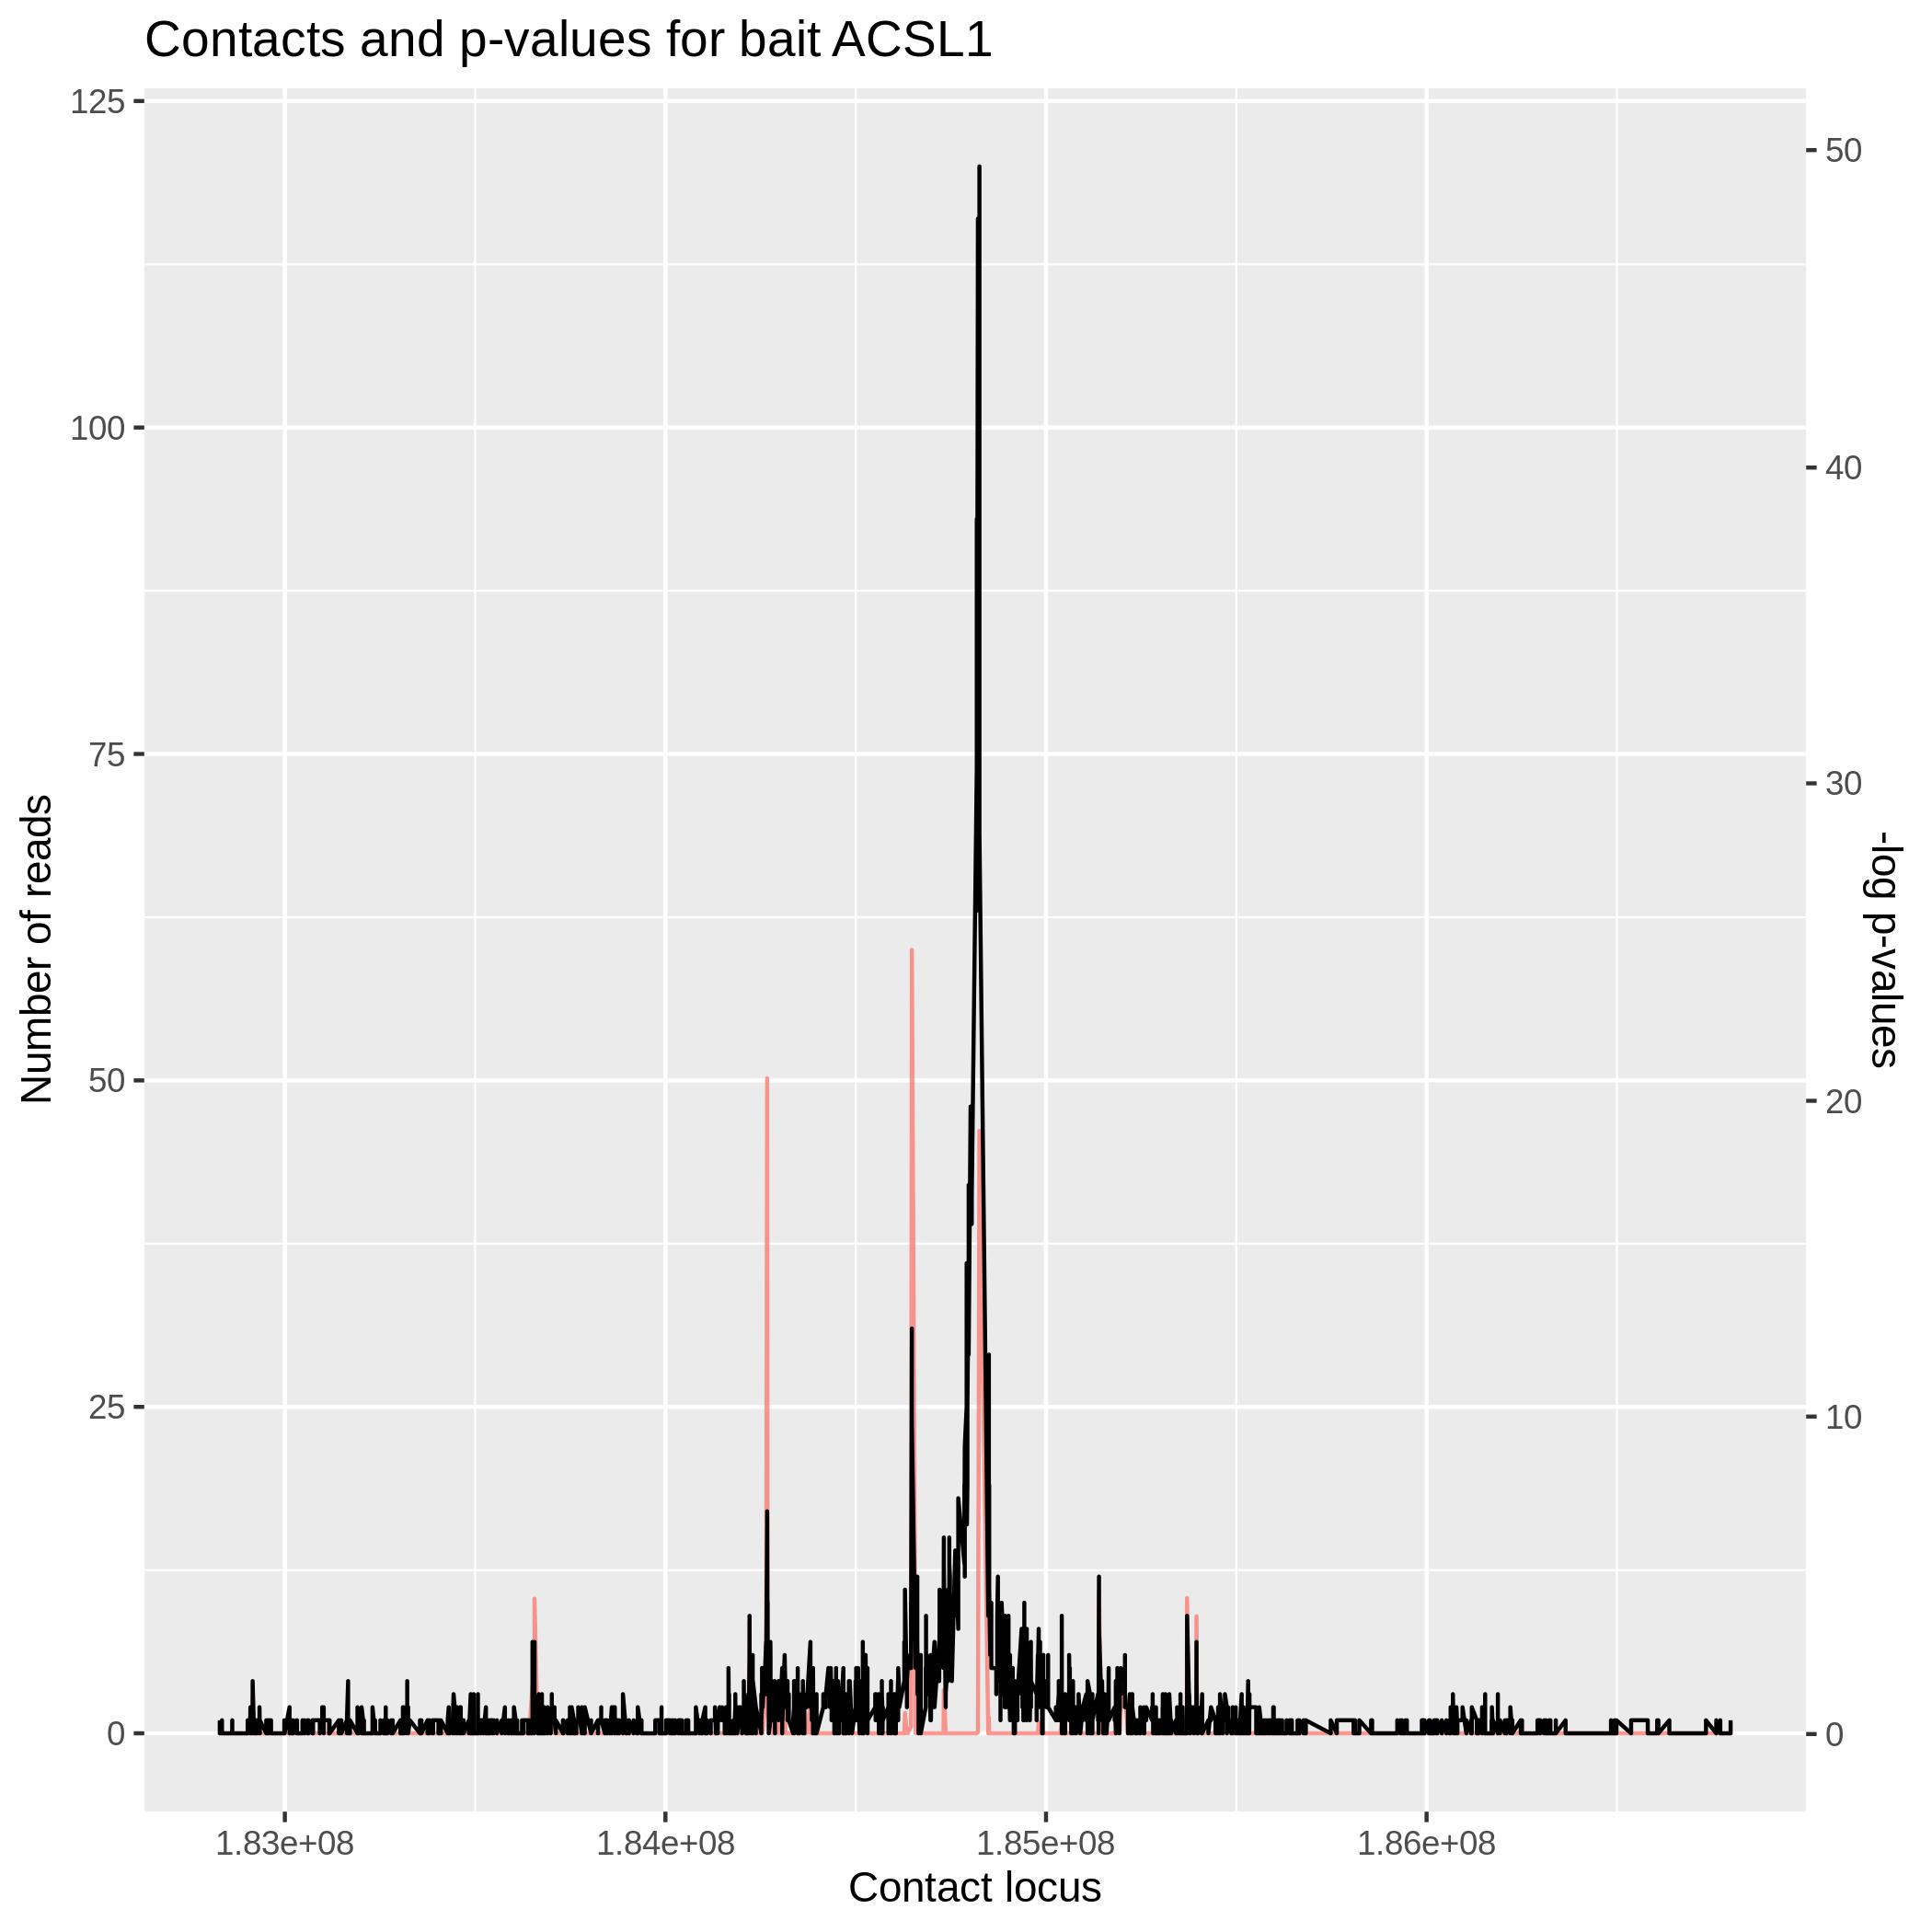 Contacts and p-values for bait ACSL1
125
100
75
50
25
0
Number of reads
50
40
30
20
10
0
-log p-values
1.83e+08
1.84e+08
1.85e+08
1.86e+08
Contact locus